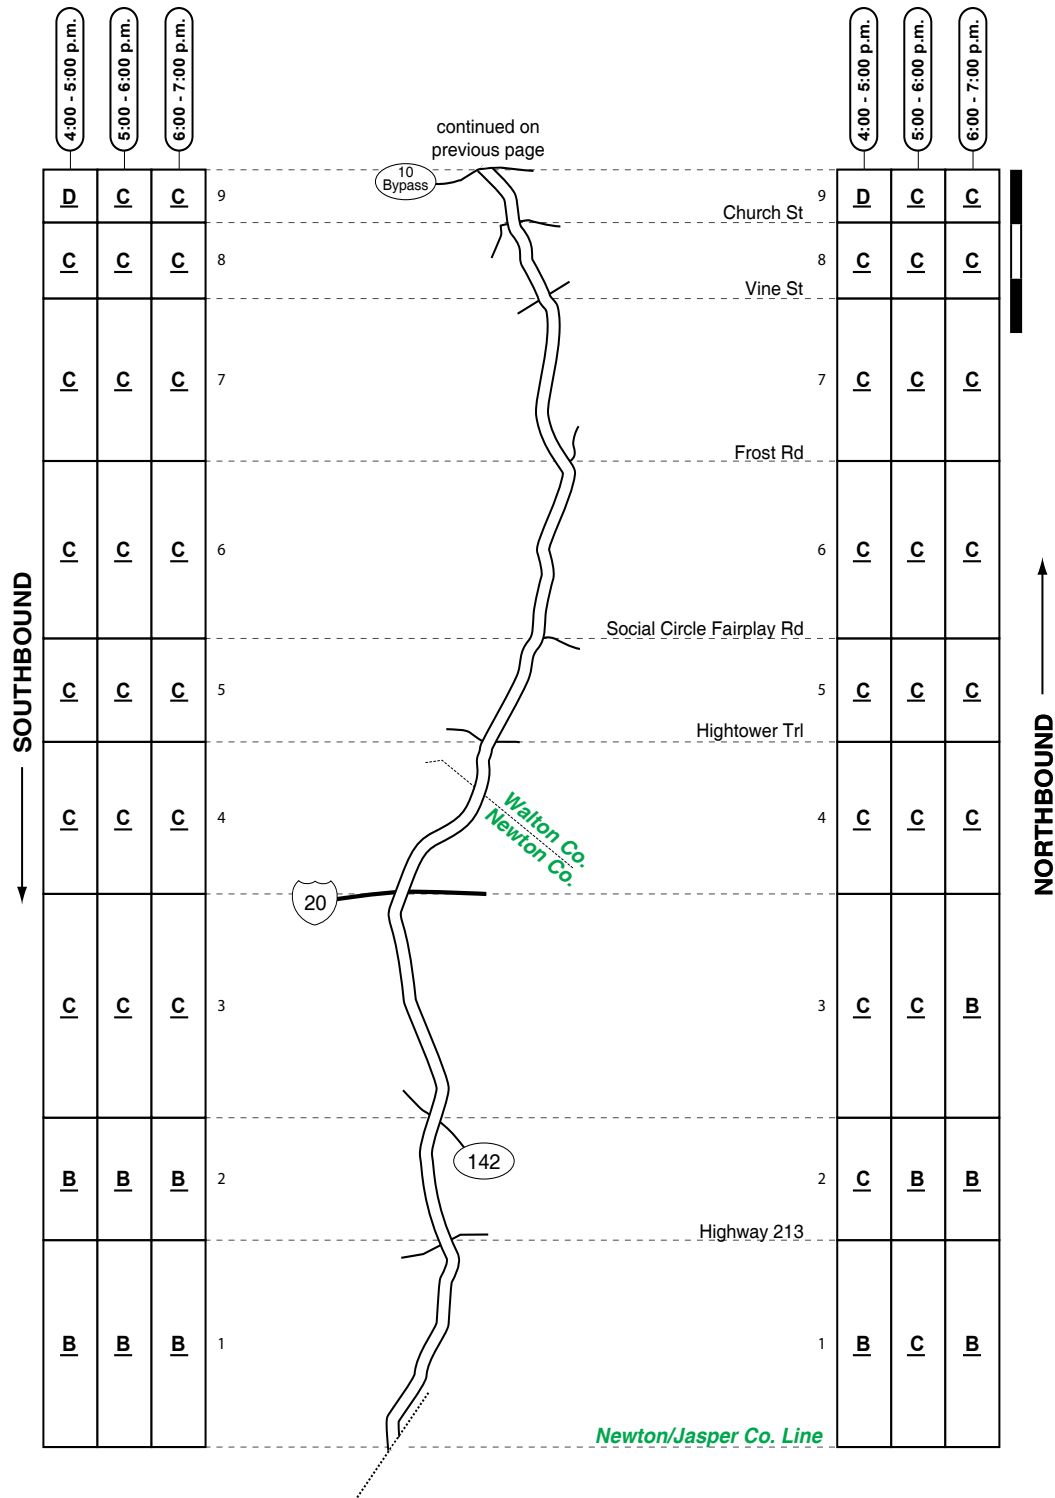 4:00 - 5:00 p.m.
5:00 - 6:00 p.m.
6:00 - 7:00 p.m.
4:00 - 5:00 p.m.
5:00 - 6:00 p.m.
6:00 - 7:00 p.m.
continued on
previous page
10
Bypass
D C C 9 9 D C C
Church St
C C C 8 8 C C C
Vine St
C C C 7 7 C C C
Frost Rd
C C C 6 6 C C C
SOUTHBOUND
NORTHBOUND
Social Circle Fairplay Rd
C C C 5 5 C C C
Hightower Trl
C C C 4 4 C C C
Walton Co.
Newton Co.
20
C C C 3 3 C C B
142
B B B 2 2 C B B
Highway 213
B B B 1 1 B C B
Newton/Jasper Co. Line